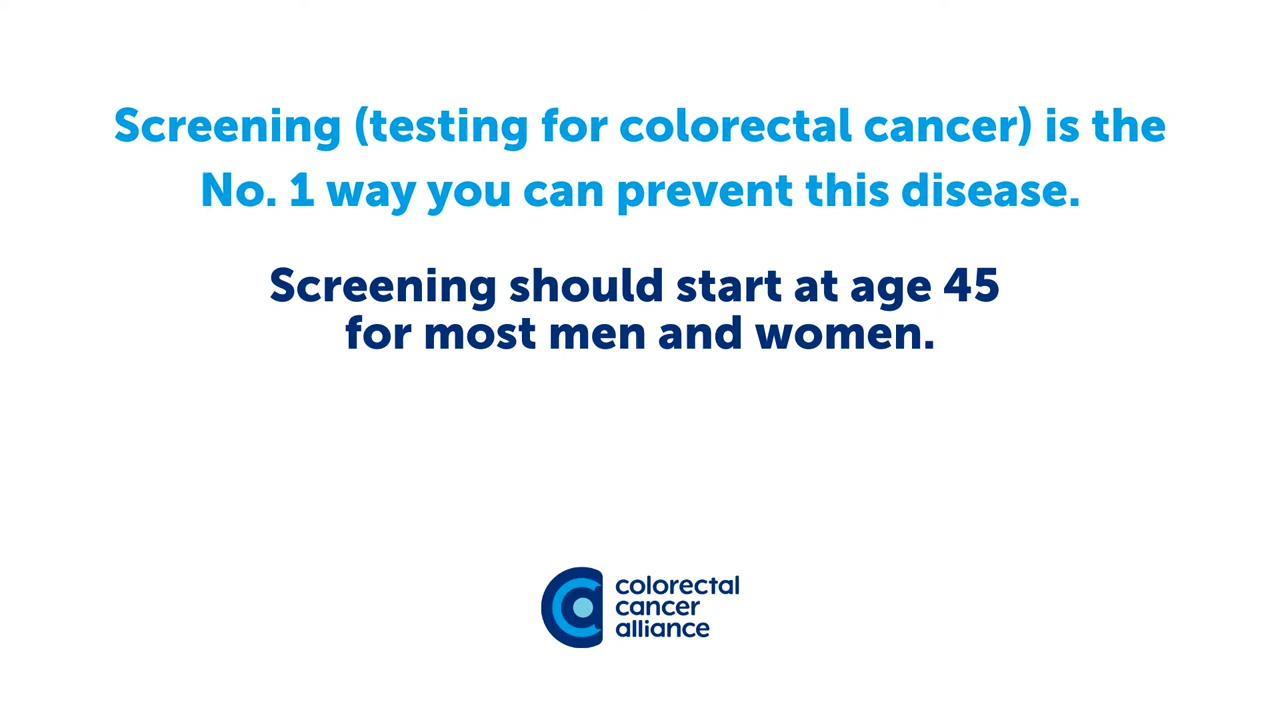 Screening (testing for colorectal cancer) is the
No. 1 way you can prevent this disease.
Screening should start at age 45
for most men and women.
colorectal
cancer
alliance